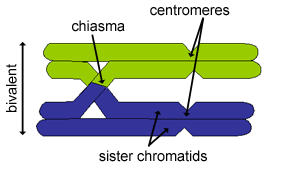 centromeres
chiasma
bivalent
sister chromatids